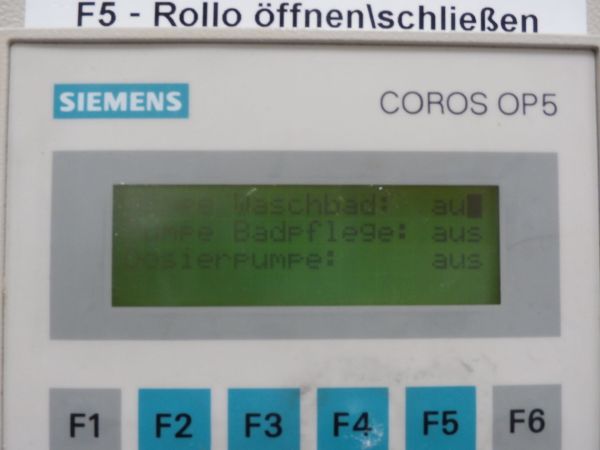 F5 - Rollo öffnen\schließen
SIEMENS
COROS OP5
Waschbad: au
Pumpe Badpflege: aus
Dosierpumpe: aus
F1 F2 F3 F4 F5 F6